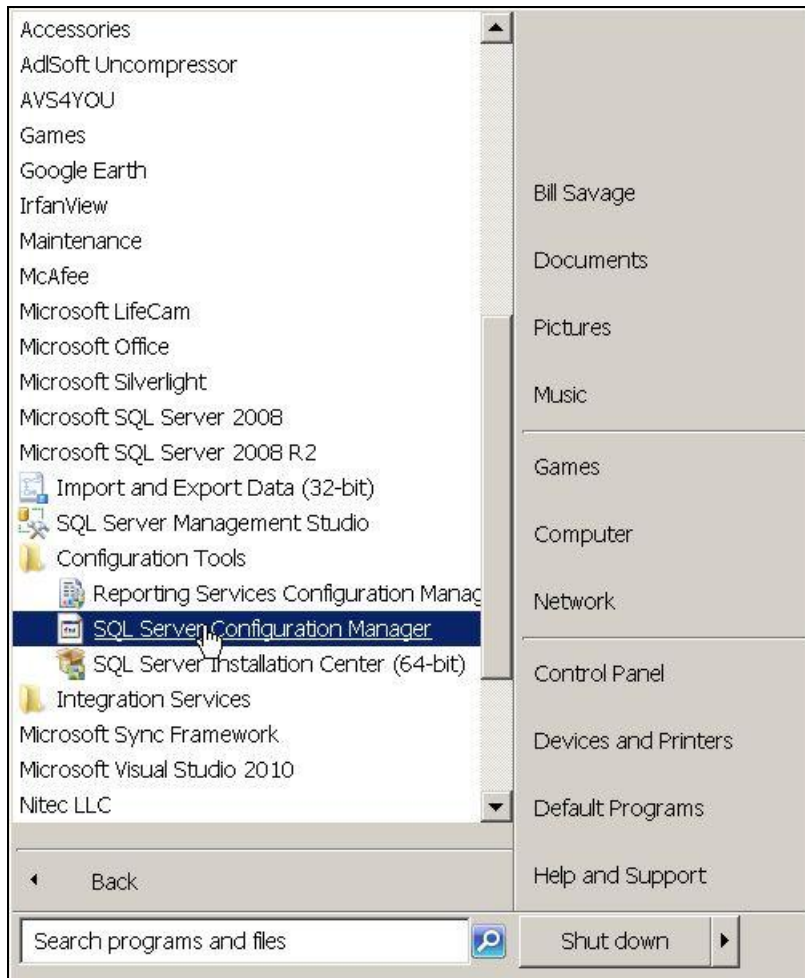 Accessories
AdlSoft Uncompressor
AVS4YOU
Games
Google Earth
IrfanView
Maintenance
McAfee
Microsoft LifeCam
Microsoft Office
Microsoft Silverlight
Microsoft SQL Server 2008
Microsoft SQL Server 2008 R2
Import and Export Data (32-bit)
SQL Server Management Studio
Configuration Tools
Reporting Services Configuration Manag
SQL Server Configuration Manager
SQL Server Installation Center (64-bit)
Integration Services
Microsoft Sync Framework
Microsoft Visual Studio 2010
Nitec LLC
Back
Search programs and files
Bill Savage
Documents
Pictures
Music
Games
Computer
Network
Control Panel
Devices and Printers
Default Programs
Help and Support
Shut down